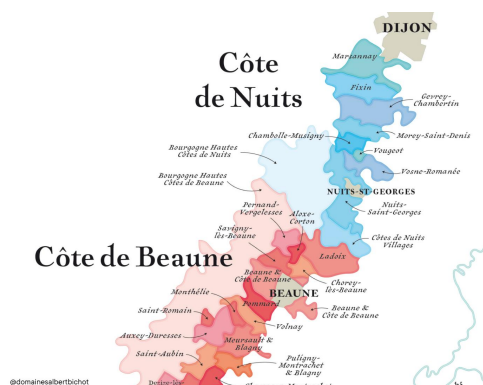 DIJON
Marsannay
Côte
de Nuits
Fixin
Gevrey-
Chambertin
Chambolle-Musigny
Morey-Saint-Denis
Vougeot
Bourgogne Hautes
Côtes de Nuits
Vosne-Romanée
Bourgogne Hautes
Côtes de Beaune
NUITS-ST-GEORGES
Nuits-
Saint-Georges
Pernand-
Vergelesses
Aloxe-
Corton
Savigny-
lès-Beaune
Côtes de Nuits
Villages
Côte de Beaune
Ladoix
Beaune &
Côte de Beaune
Chorey-
lès-Beaune
Monthélie
BEAUNE
Pommard
Saint-Romain
Beaune &
Côte de Beaune
Volnay
Auxey-Duresses
Meursault &
Blagny
Saint-Aubin
Puligny-
Montrachet
& Blagny
@domainesalbertbichot